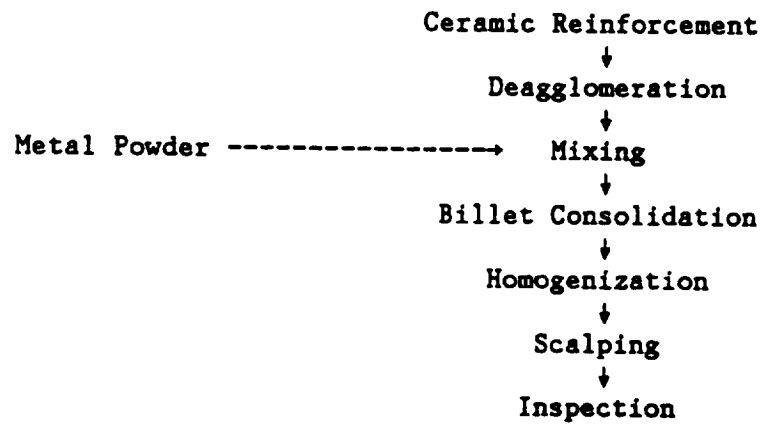 Ceramic Reinforcement
Deagglomeration
Metal Powder Mixing
Billet Consolidation
Homogenization
Scalping
Inspection